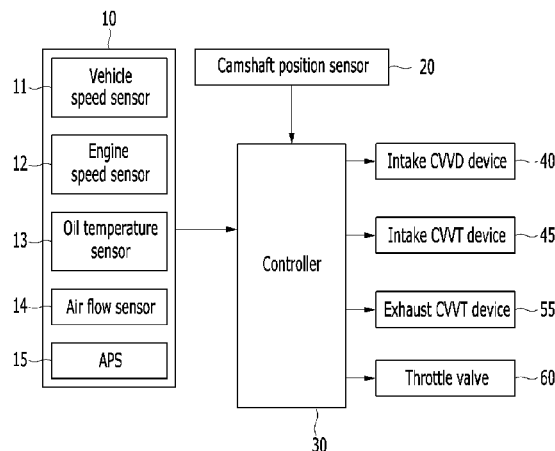 10
Camshaft position sensor
20
11
Vehicle
speed sensor
12
Engine
speed sensor
13
Oil temperature
sensor
14
Air flow sensor
15
APS
Controller
30
Intake CVVD device
40
Intake CVVT device
45
Exhaust CVVT device
55
Throttle valve
60